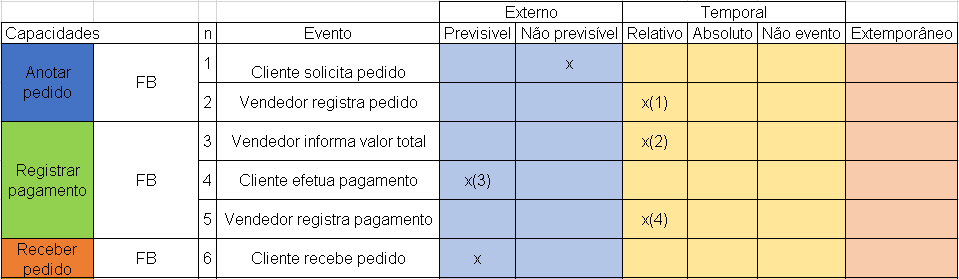 Externo Temporal
Capacidades n Evento Previsivel Não previsível Relativo Absoluto Não evento Extemporâneo
Anotar pedido FB 1 Cliente solicita pedido x
2 Vendedor registra pedido x(1)
Registrar pagamento FB 3 Vendedor informa valor total x(2)
4 Cliente efetua pagamento x(3)
5 Vendedor registra pagamento x(4)
Receber pedido FB 6 Cliente recebe pedido x